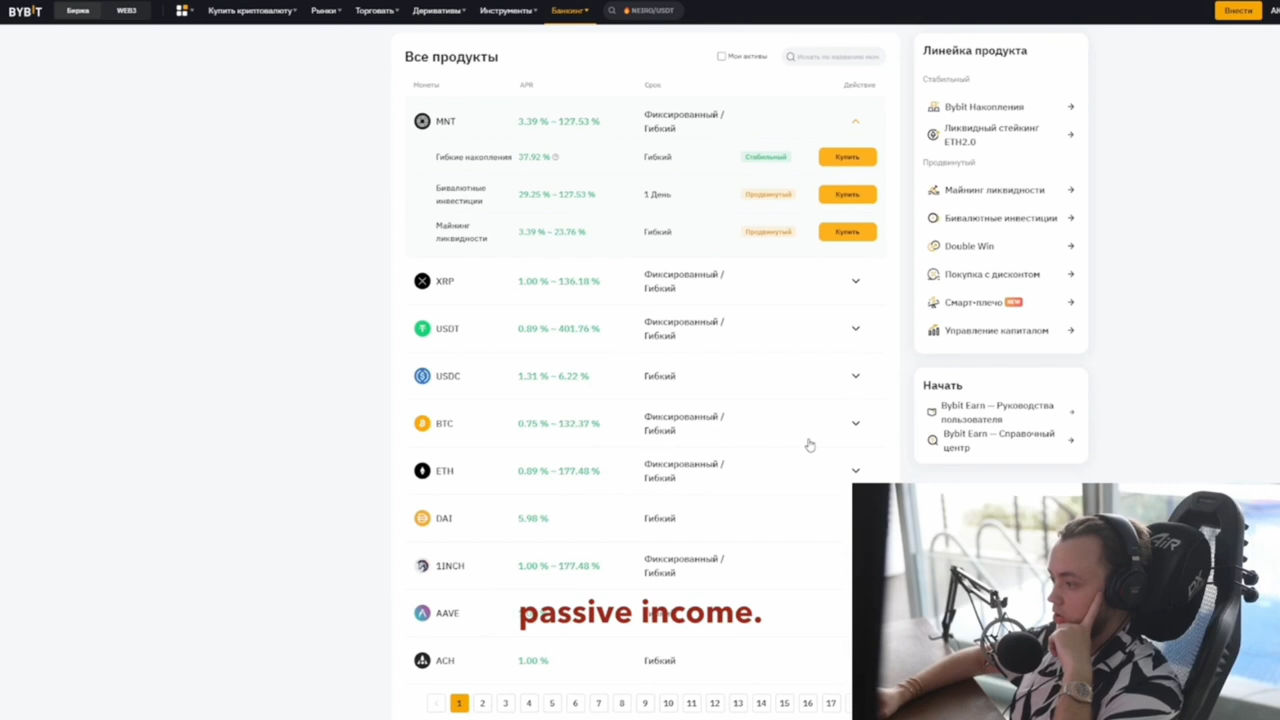 BYBIT Биржа WEB3 Купить криптовалюту Рынки Торговать Деривативы Инструменты Банкинг NEIRO/USDT Внести
Все продукты
Мои активы
Искать по названию мон
Монеты APR Срок Действие
MNT 3.39 % – 127.53 % Фиксированный /
Гибкий
Гибкие накопления 37.92 % Гибкий Стабильный Купить
Бивалютные
инвестиции 29.25 % – 127.53 % 1 День Продвинутый Купить
Майнинг
ликвидности 3.39 % – 23.76 % Гибкий Продвинутый Купить
XRP 1.00 % – 136.18 % Фиксированный /
Гибкий
USDT 0.89 % – 401.76 % Фиксированный /
Гибкий
USDC 1.31 % – 6.22 % Гибкий
BTC 0.75 % – 132.37 % Фиксированный /
Гибкий
ETH 0.89 % – 177.48 % Фиксированный /
Гибкий
DAI 5.98 % Гибкий
1INCH 1.00 % – 177.48 % Фиксированный /
Гибкий
AAVE
passive income.
ACH 1.00 % Гибкий
1 2 3 4 5 6 7 8 9 10 11 12 13 14 15 16 17
Линейка продукта
Стабильный
Bybit Накопления
Ликвидный стейкинг
ETH2.0
Продвинутый
Майнинг ликвидности
Бивалютные инвестиции
Double Win
Покупка с дисконтом
Смарт-плечо NEW
Управление капиталом
Начать
Bybit Earn — Руководства
пользователя
Bybit Earn — Справочный
центр
AIR